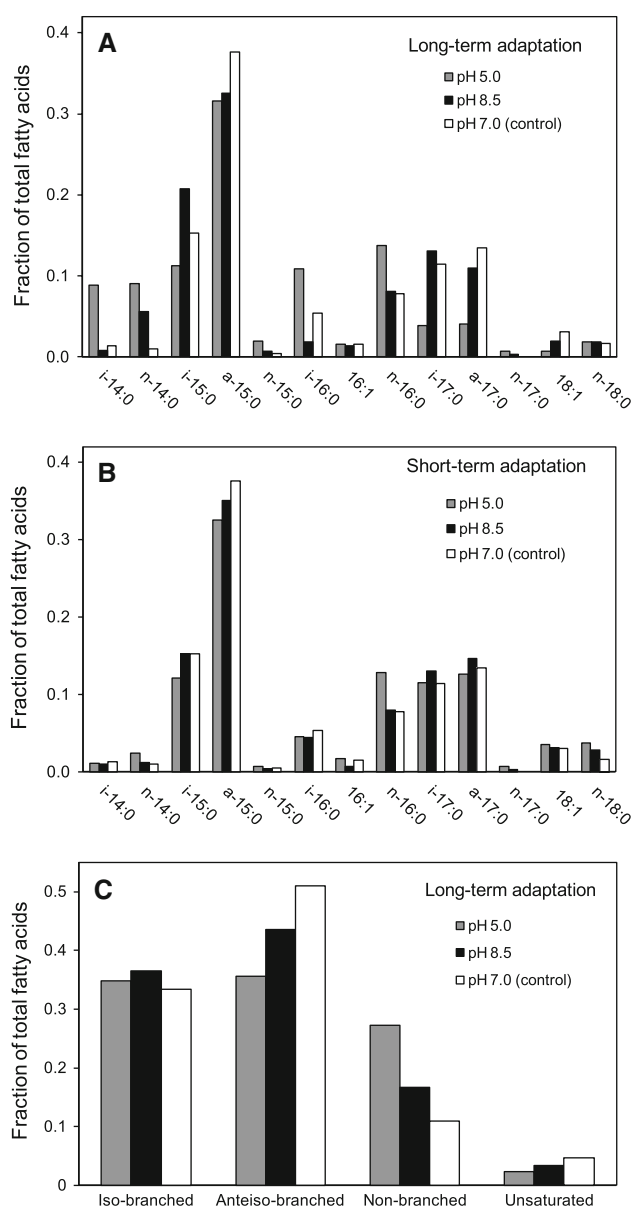 A
Long-term adaptation
pH 5.0
pH 8.5
pH 7.0 (control)
Fraction of total fatty acids
0.4
0.3
0.2
0.1
0.0
i-14:0 n-14:0 i-15:0 a-15:0 n-15:0 i-16:0 16:1 n-16:0 i-17:0 a-17:0 n-17:0 18:1 n-18:0
B
Short-term adaptation
pH 5.0
pH 8.5
pH 7.0 (control)
Fraction of total fatty acids
0.4
0.3
0.2
0.1
0.0
i-14:0 n-14:0 i-15:0 a-15:0 n-15:0 i-16:0 16:1 n-16:0 i-17:0 a-17:0 n-17:0 18:1 n-18:0
C
Long-term adaptation
pH 5.0
pH 8.5
pH 7.0 (control)
Fraction of total fatty acids
0.5
0.4
0.3
0.2
0.1
0
Iso-branched Anteiso-branched Non-branched Unsaturated